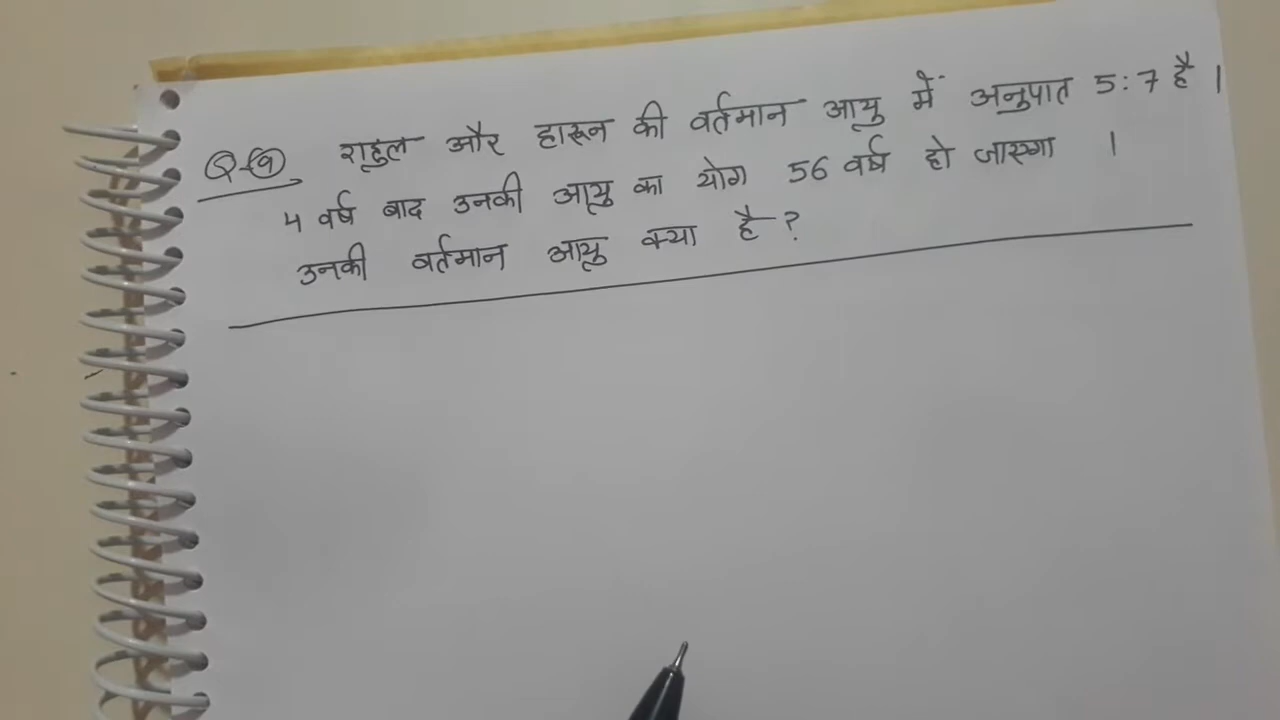 Q-9 राहुल और हारून की वर्तमान आयु में अनुपात 5:7 है ।
4 वर्ष बाद उनकी आयु का योग 56 वर्ष हो जाएगा ।
उनकी वर्तमान आयु क्या है ?